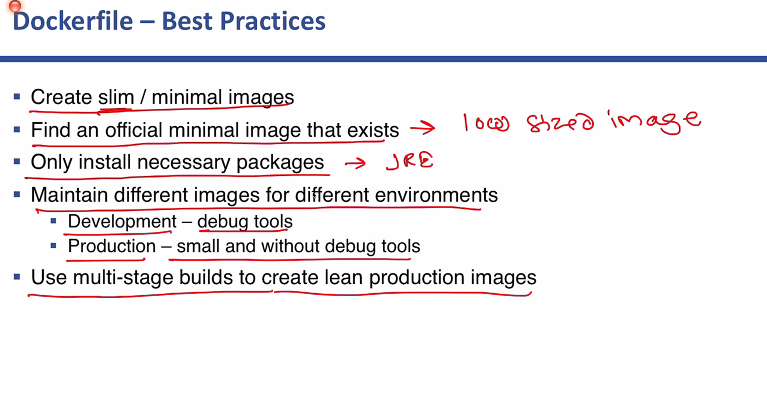 Dockerfile – Best Practices
▪ Create slim / minimal images
▪ Find an official minimal image that exists → low sized image
▪ Only install necessary packages → JRE
▪ Maintain different images for different environments
▪ Development – debug tools
▪ Production – small and without debug tools
▪ Use multi-stage builds to create lean production images